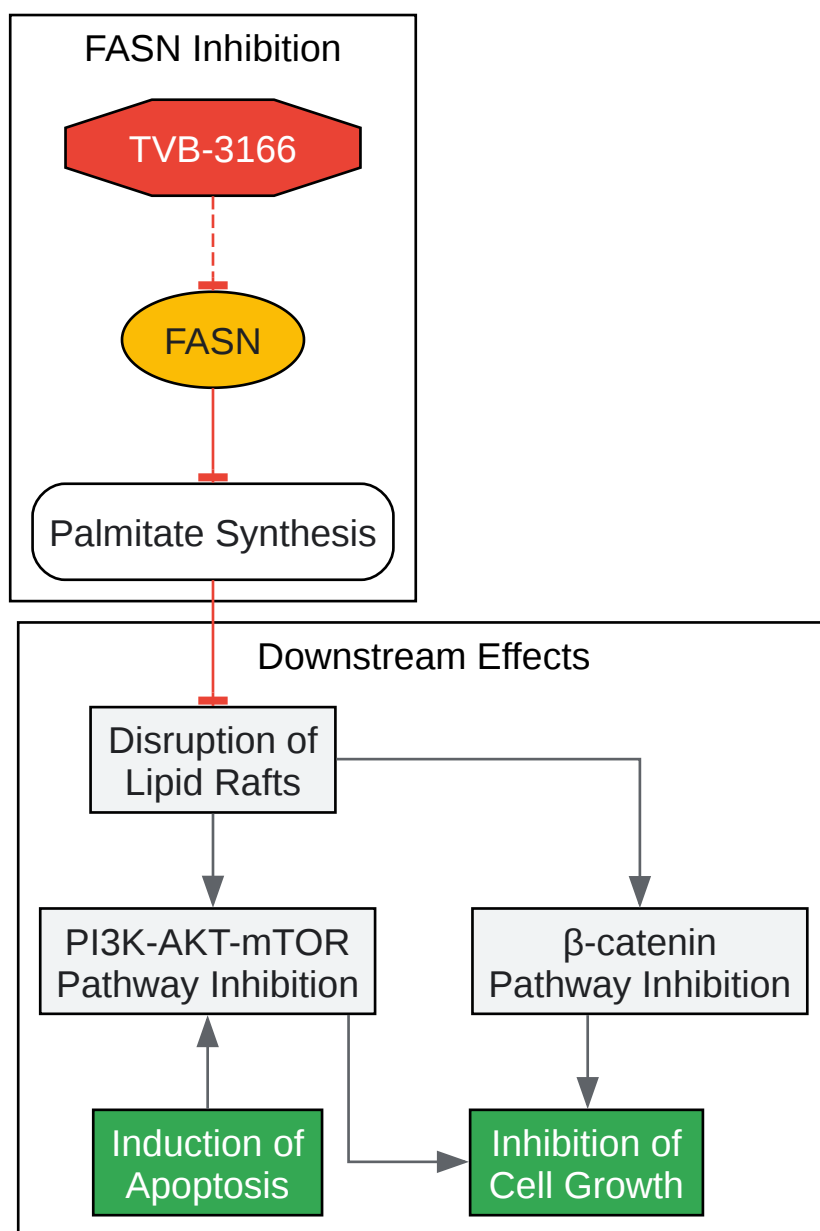 FASN Inhibition
TVB-3166
FASN
Palmitate Synthesis
Downstream Effects
Disruption of
Lipid Rafts
PI3K-AKT-mTOR
Pathway Inhibition
β-catenin
Pathway Inhibition
Induction of
Apoptosis
Inhibition of
Cell Growth